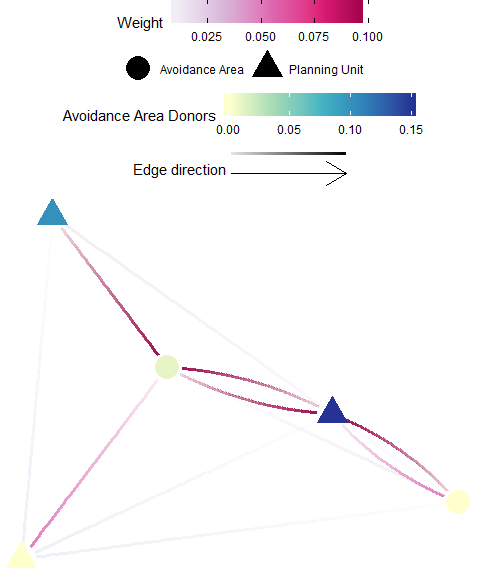 Weight
0.025 0.050 0.075 0.100
Avoidance Area Planning Unit
Avoidance Area Donors
0.00 0.05 0.10 0.15
Edge direction